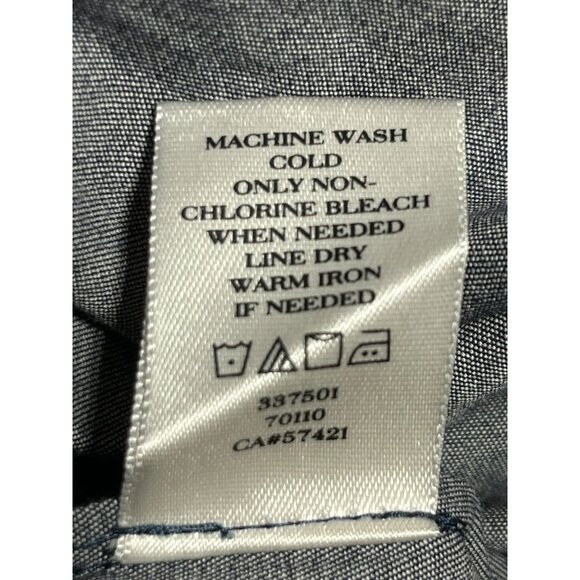 MACHINE WASH
COLD
ONLY NON-
CHLORINE BLEACH
WHEN NEEDED
LINE DRY
WARM IRON
IF NEEDED
337501
70110
CA#57421